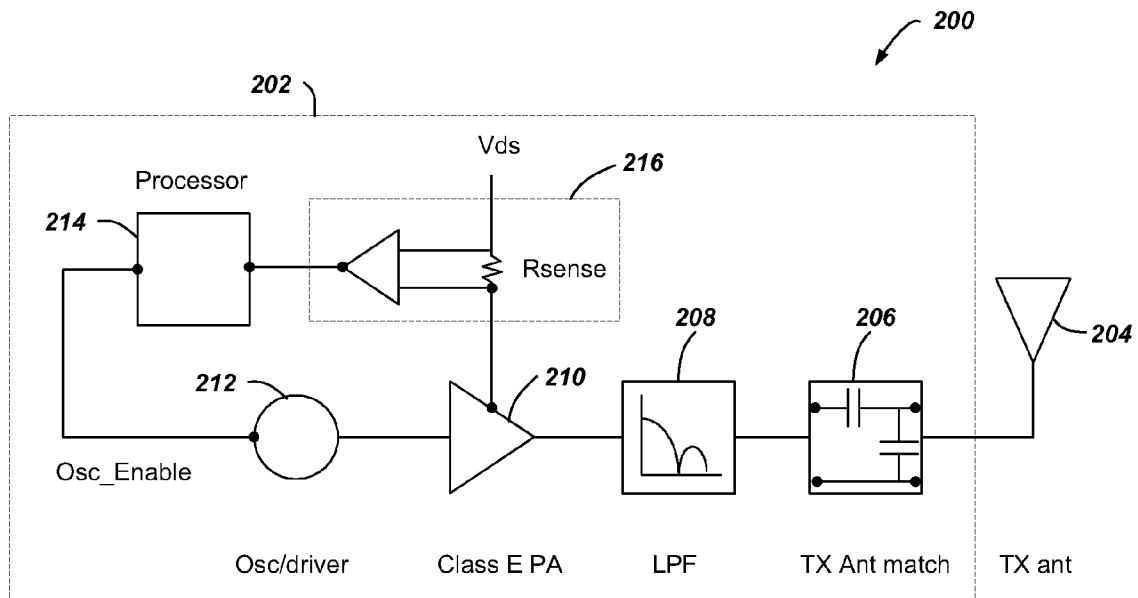 200
202
Vds
216
Processor
214
Rsense
208
206
204
212
210
Osc_Enable
Osc/driver
Class E PA
LPF
TX Ant match
TX ant